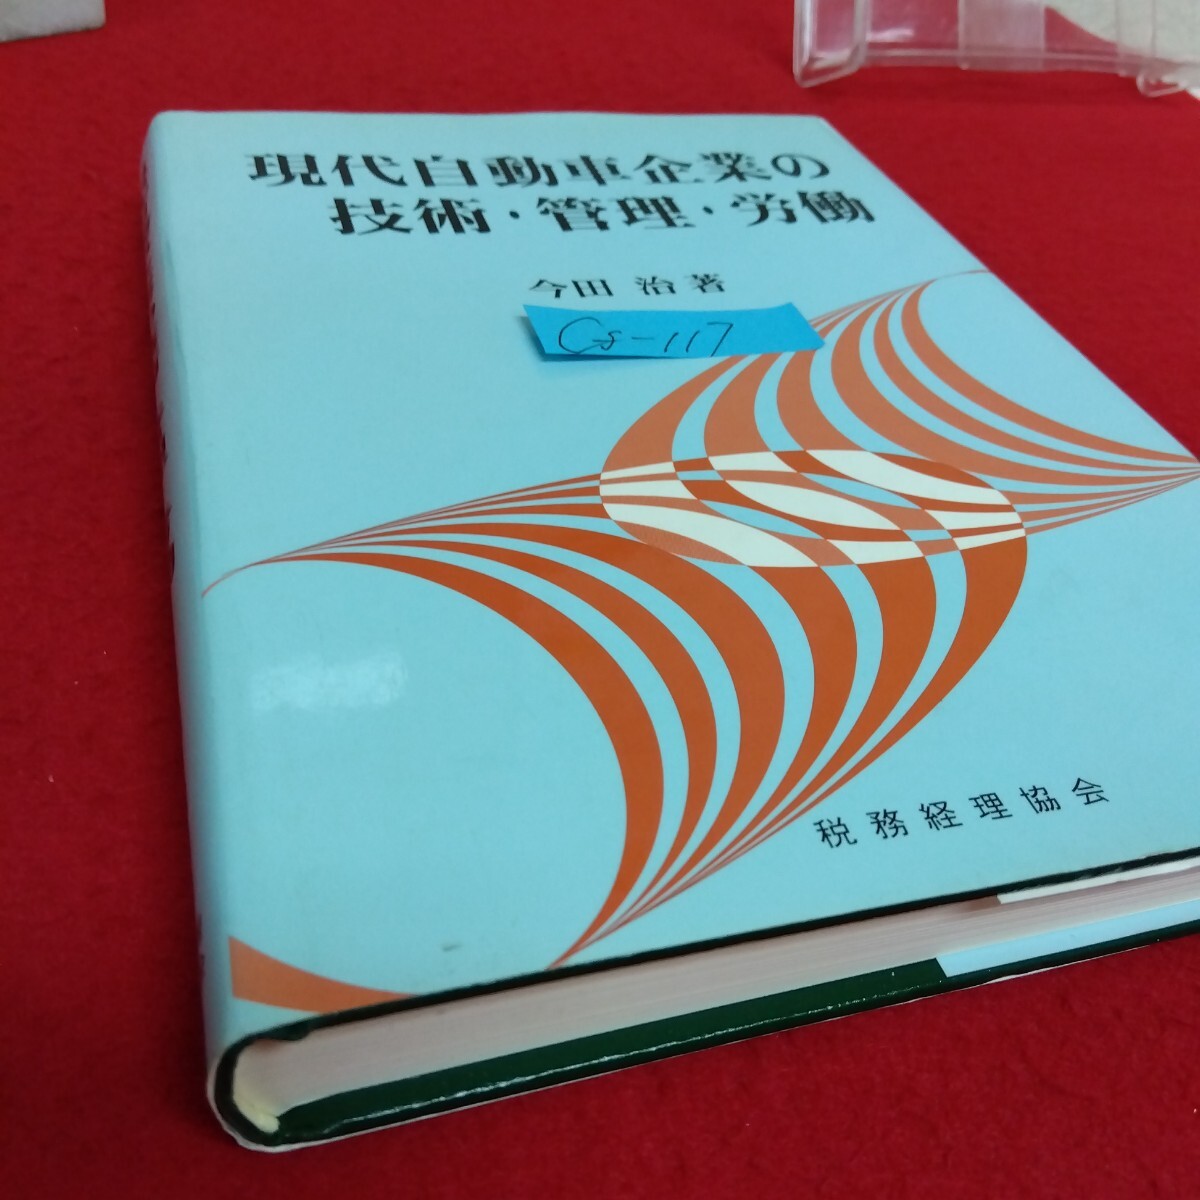 現代自動車企業の
技術・管理・労働
今田 治著
Cs-117
税務経理協会